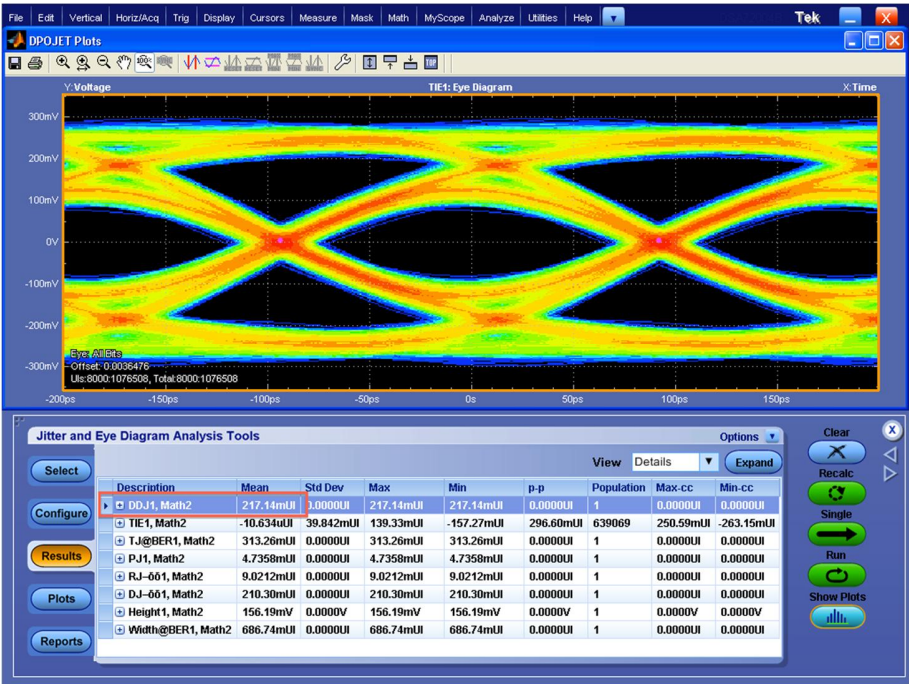 File Edit Vertical Horiz/Acq Trig Display Cursors Measure Mask Math MyScope Analyze Utilities Help Tek X
DPOJET Plots
100% TOP
Y:Voltage TIE1: Eye Diagram X:Time
300mV
200mV
100mV
0V
-100mV
-200mV
-300mV
Eye: All Bits
Offset: 0.0036476
UIs:8000:1076508, Total:8000:1076508
-200ps -150ps -100ps -50ps 0s 50ps 100ps 150ps
Jitter and Eye Diagram Analysis Tools Options
View Details Expand
Description Mean Std Dev Max Min p-p Population Max-cc Min-cc
DDJ1, Math2 217.14mUI 0.0000UI 217.14mUI 217.14mUI 0.0000UI 1 0.0000UI 0.0000UI
TIE1, Math2 -10.634uUI 39.842mUI 139.33mUI -157.27mUI 296.60mUI 639069 250.59mUI -263.15mUI
TJ@BER1, Math2 313.26mUI 0.0000UI 313.26mUI 313.26mUI 0.0000UI 1 0.0000UI 0.0000UI
PJ1, Math2 4.7358mUI 0.0000UI 4.7358mUI 4.7358mUI 0.0000UI 1 0.0000UI 0.0000UI
RJ–δδ1, Math2 9.0212mUI 0.0000UI 9.0212mUI 9.0212mUI 0.0000UI 1 0.0000UI 0.0000UI
DJ–δδ1, Math2 210.30mUI 0.0000UI 210.30mUI 210.30mUI 0.0000UI 1 0.0000UI 0.0000UI
Height1, Math2 156.19mV 0.0000V 156.19mV 156.19mV 0.0000V 1 0.0000V 0.0000V
Width@BER1, Math2 686.74mUI 0.0000UI 686.74mUI 686.74mUI 0.0000UI 1 0.0000UI 0.0000UI
Select
Configure
Results
Plots
Reports
Clear
X
Recalc
Single
Run
Show Plots